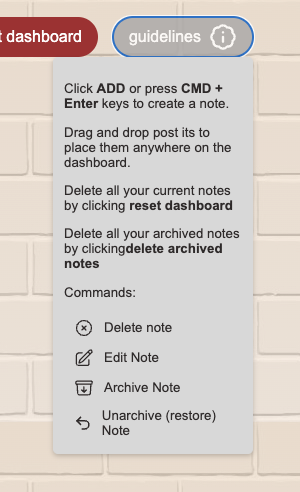 t dashboard
guidelines
Click ADD or press CMD +
Enter keys to create a note.
Drag and drop post its to
place them anywhere on the
dashboard.
Delete all your current notes
by clicking reset dashboard
Delete all your archived notes
by clickingdelete archived
notes
Commands:
Delete note
Edit Note
Archive Note
Unarchive (restore)
Note